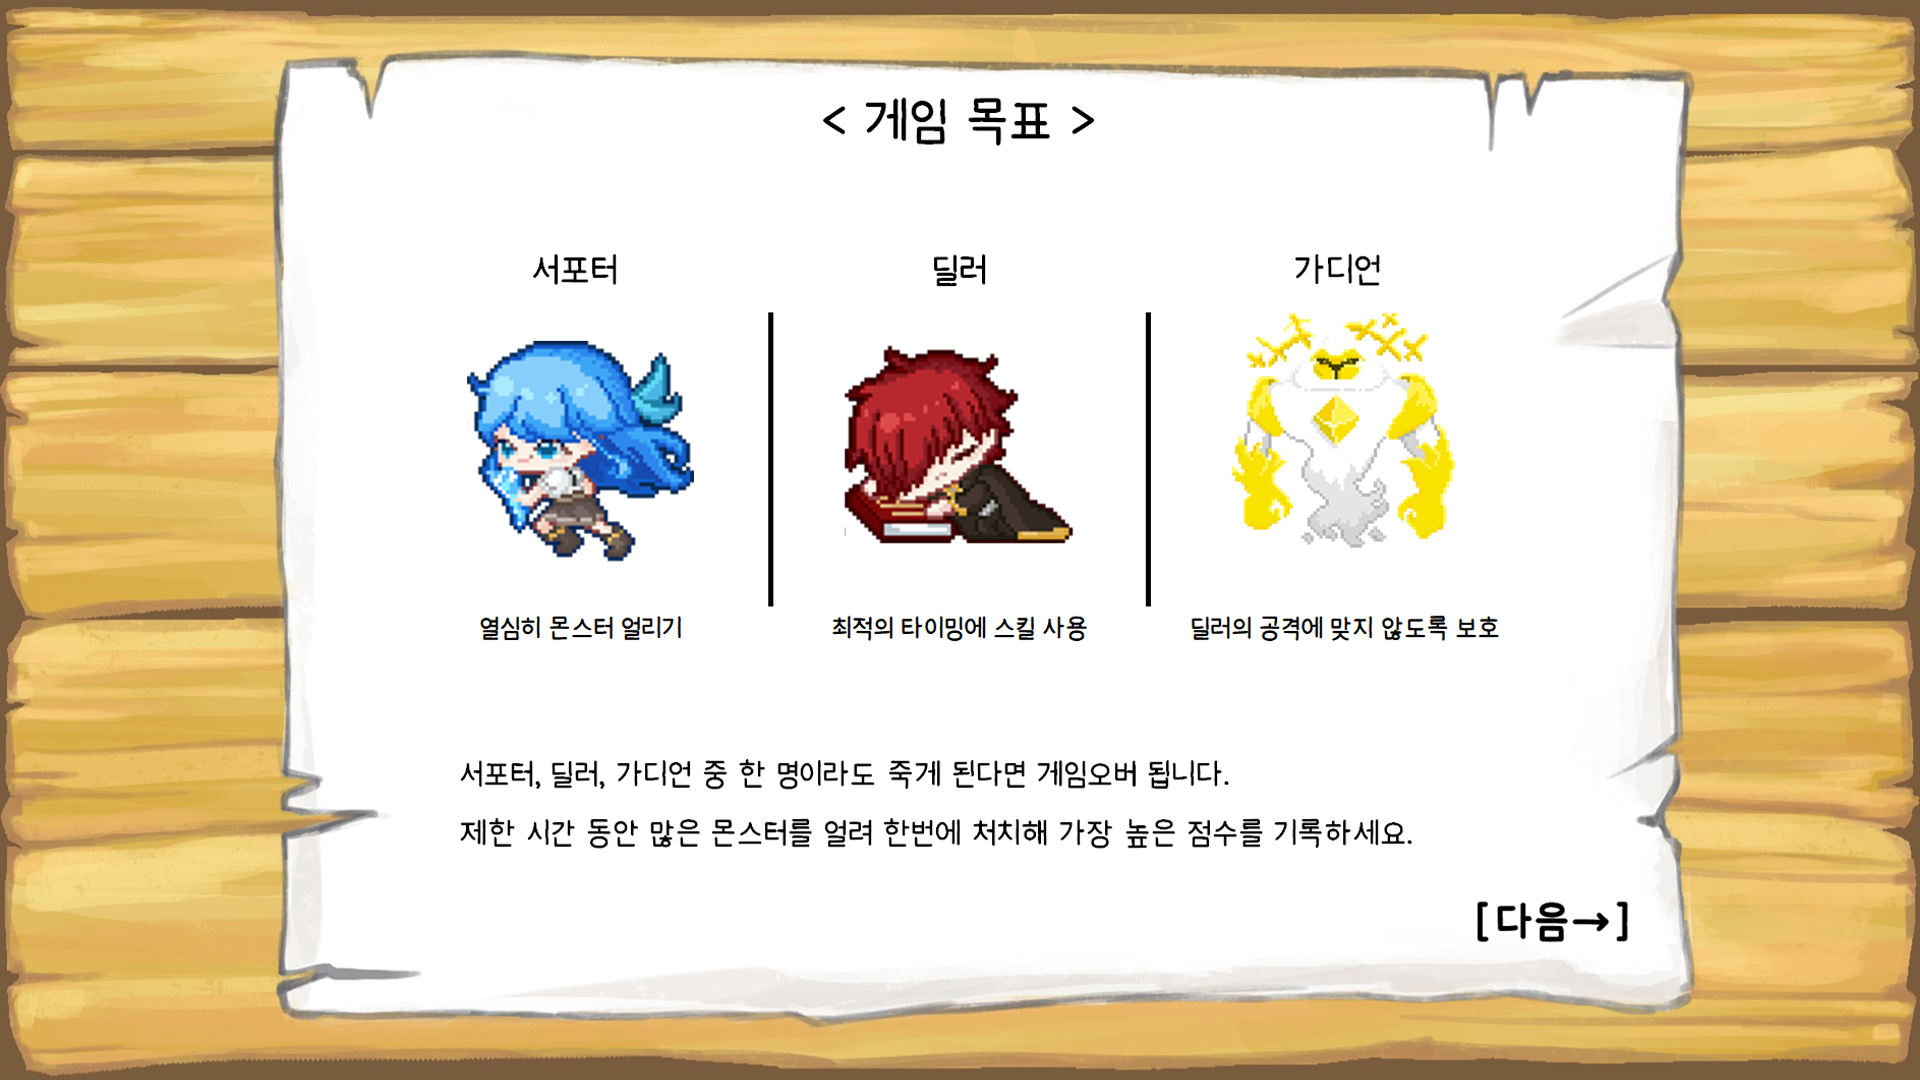 < 게임 목표 >
서포터
딜러
가디언
열심히 몬스터 얼리기
최적의 타이밍에 스킬 사용
딜러의 공격에 맞지 않도록 보호
서포터, 딜러, 가디언 중 한 명이라도 죽게 된다면 게임오버 됩니다.
제한 시간 동안 많은 몬스터를 얼려 한번에 처치해 가장 높은 점수를 기록하세요.
[다음→]